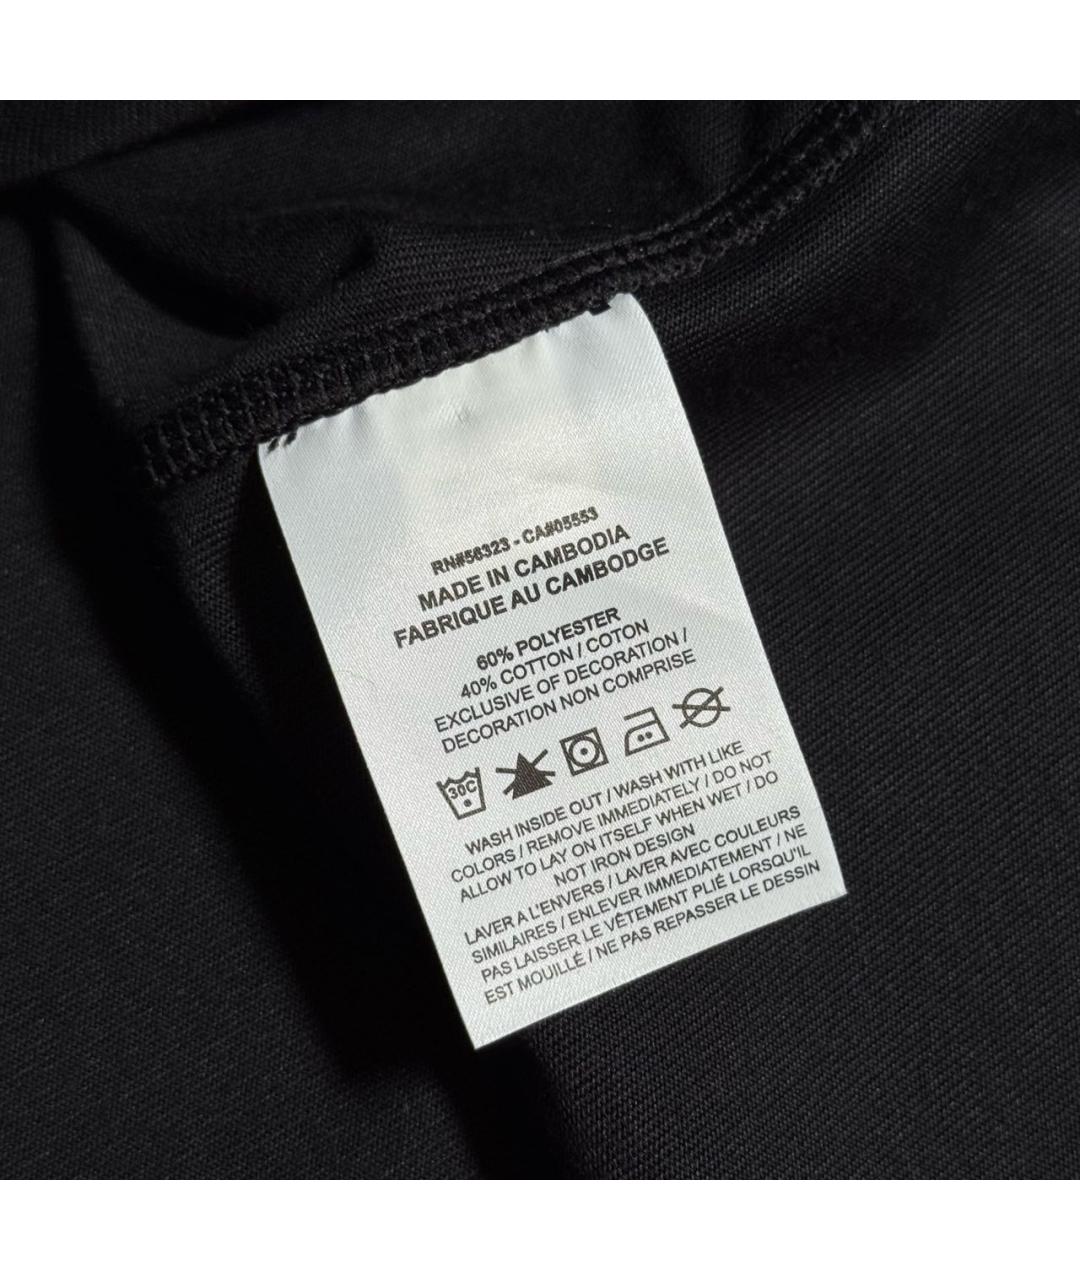 RN#56323 - CA#05553
MADE IN CAMBODIA
FABRIQUE AU CAMBODGE
60% POLYESTER
40% COTTON / COTON
EXCLUSIVE OF DECORATION /
DECORATION NON COMPRISE
30C
WASH INSIDE OUT / WASH WITH LIKE
COLORS / REMOVE IMMEDIATELY / DO NOT
ALLOW TO LAY ON ITSELF WHEN WET / DO
NOT IRON DESIGN
LAVER A L'ENVERS / LAVER AVEC COULEURS
SIMILAIRES / ENLEVER IMMEDIATEMENT / NE
PAS LAISSER LE VÊTEMENT PLIÉ LORSQU'IL
EST MOUILLÉ / NE PAS REPASSER LE DESSIN